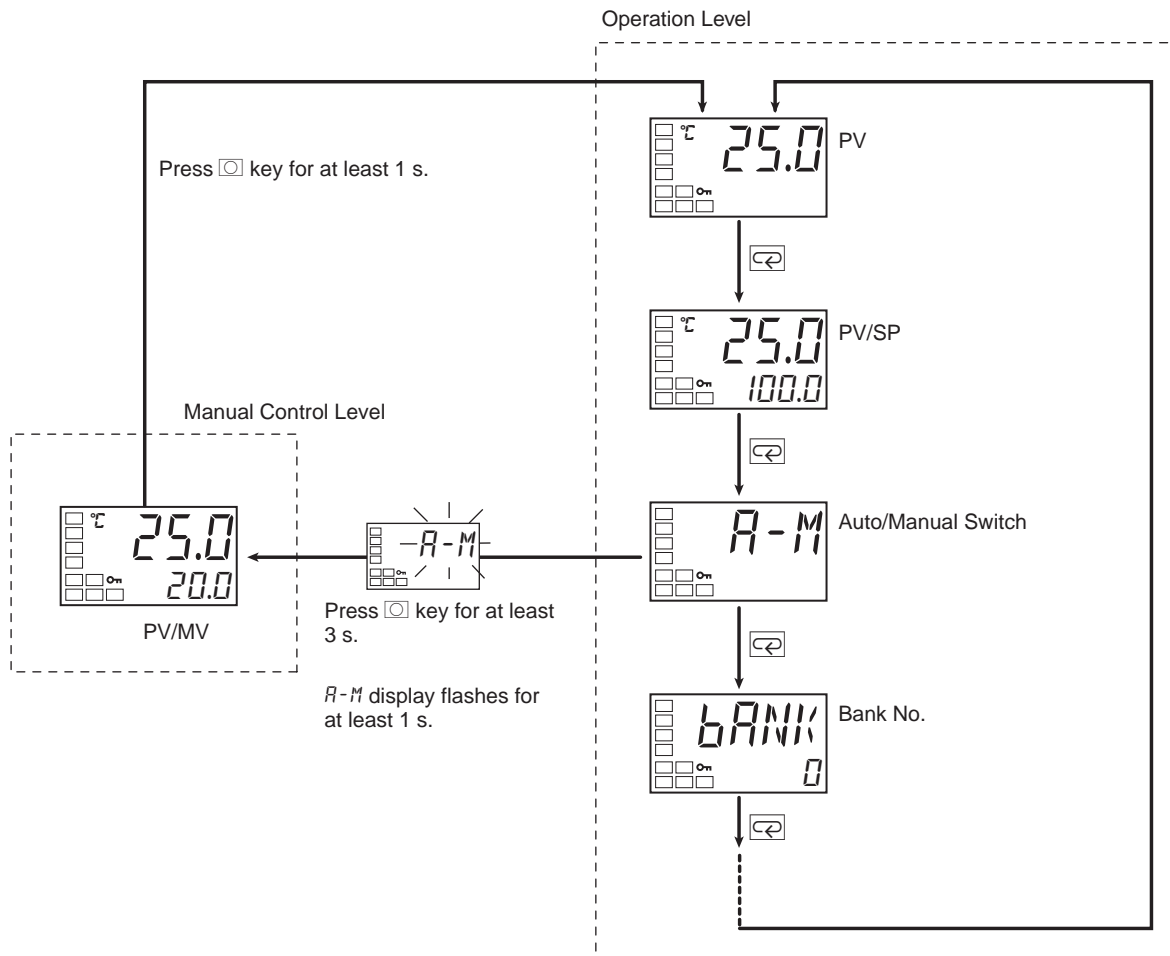 Operation Level
℃ 25.0
PV
Press key for at least 1 s.
℃ 25.0
100.0
PV/SP
Manual Control Level
A-M
Auto/Manual Switch
℃ 25.0
20.0
PV/MV
A-M
Press key for at least
3 s.
A-M display flashes for
at least 1 s.
bANK
0
Bank No.